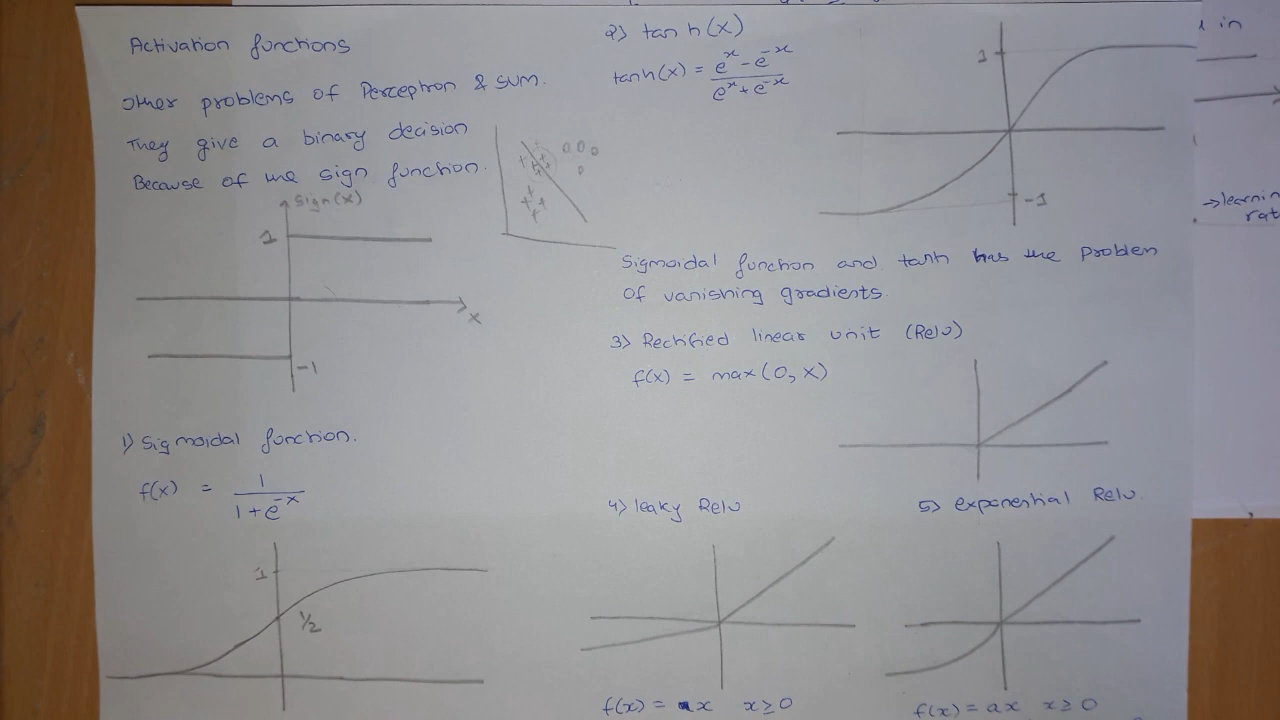 Activation functions
Other problems of Perceptron & SVM.
They give a binary decision
Because of the sign function.
sign(x)
1
x
-1
1) Sigmoidal function.
f(x) = 1 / 1 + e^-x
1
1/2
2) tan h(x)
tanh(x) = e^x - e^-x / e^x + e^-x
1
-1
Sigmoidal function and tanh has the problem
of vanishing gradients.
3) Rectified linear unit (Relu)
f(x) = max(0, x)
4) leaky Relu
f(x) = x x ≥ 0
5) exponential Relu.
f(x) = ax x ≥ 0
in
→ learnin
rat